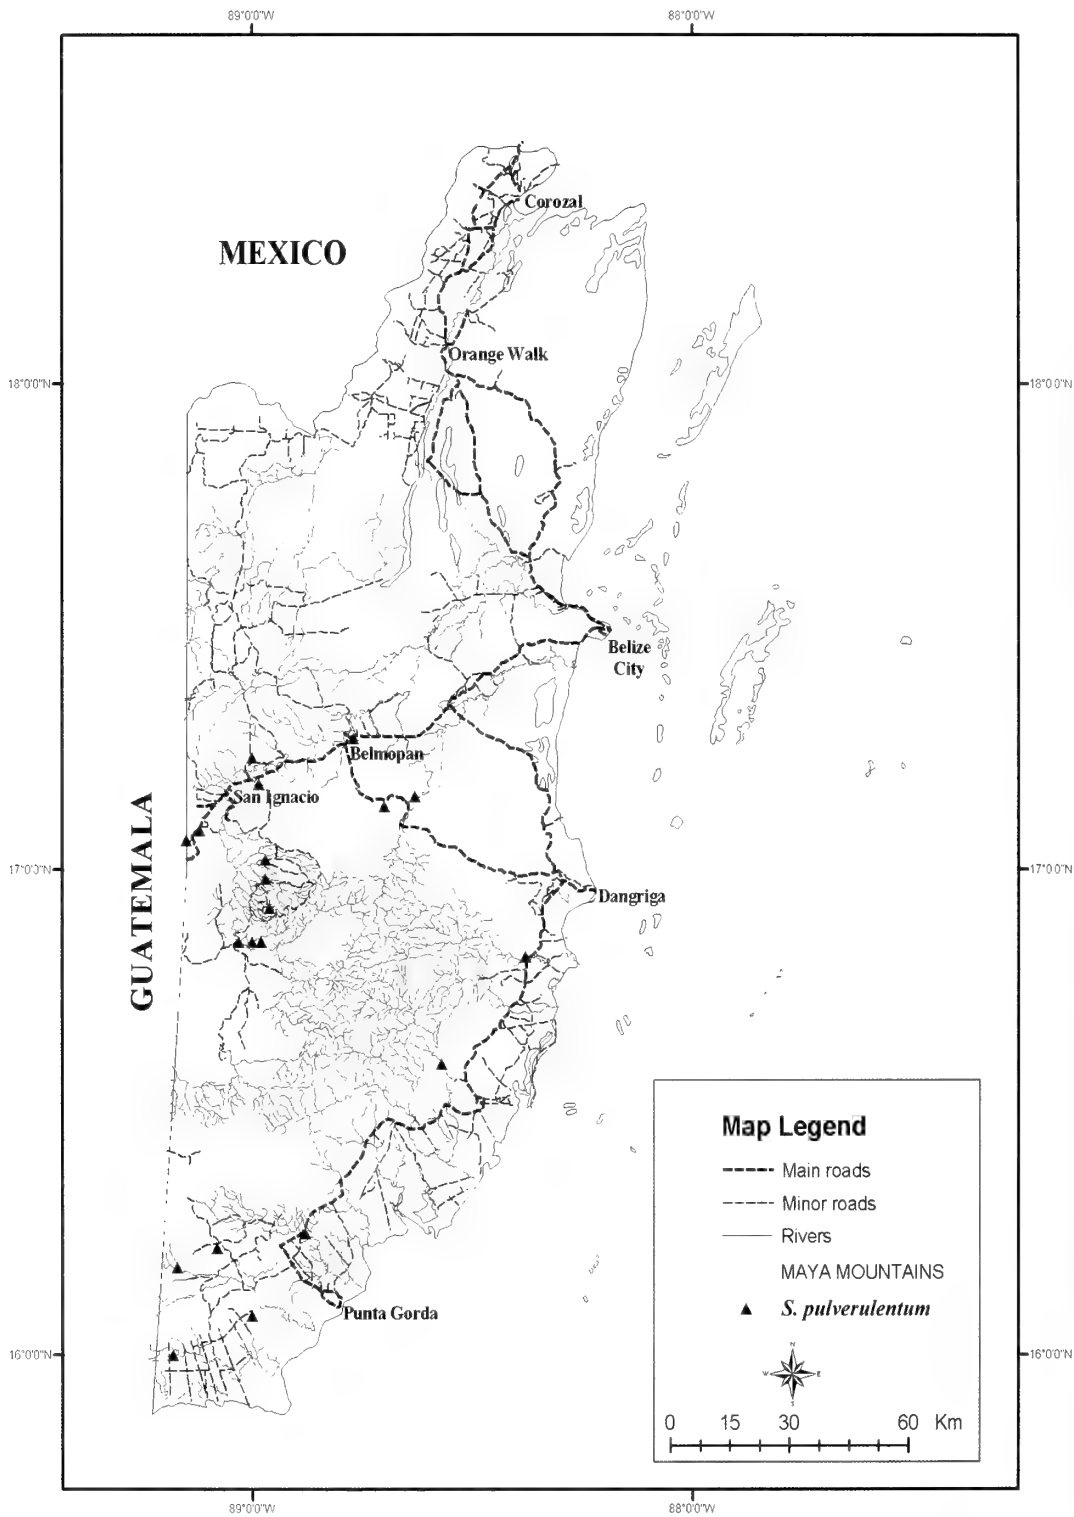 89°0'0"W 88°0'0"W
Corozal
MEXICO
Orange Walk
18°0'0"N 18°0'0"N
Belize
City
Belmopan
San Ignacio
GUATEMALA
17°0'0"N 17°0'0"N
Dangriga
Map Legend
Main roads
Minor roads
Rivers
MAYA MOUNTAINS
S. pulverulentum
Punta Gorda
N
W E
S
16°0'0"N 16°0'0"N
0 15 30 60 Km
89°0'0"W 88°0'0"W